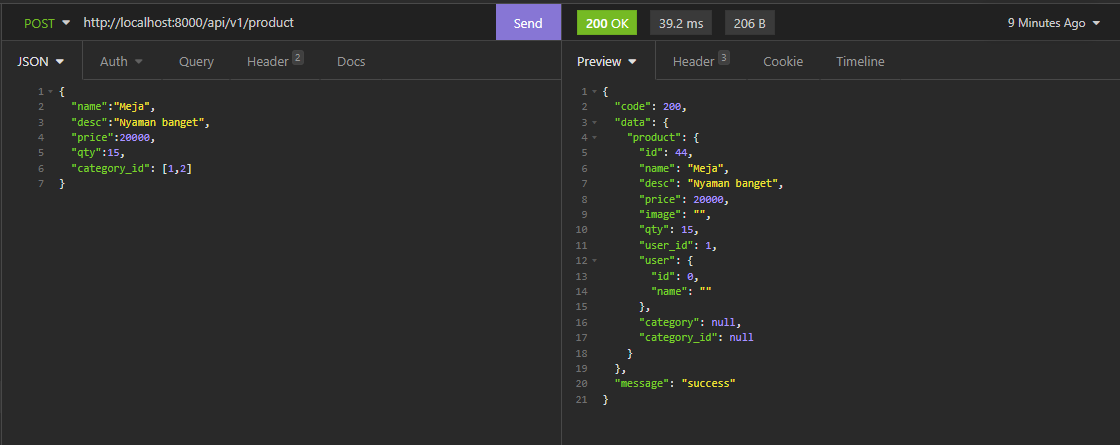 POST http://localhost:8000/api/v1/product Send 200 OK 39.2 ms 206 B 9 Minutes Ago
JSON Auth Query Header 2 Docs
1 {
2 "name":"Meja",
3 "desc":"Nyaman banget",
4 "price":20000,
5 "qty":15,
6 "category_id": [1,2]
7 }
Preview Header 3 Cookie Timeline
1 {
2 "code": 200,
3 "data": {
4 "product": {
5 "id": 44,
6 "name": "Meja",
7 "desc": "Nyaman banget",
8 "price": 20000,
9 "image": "",
10 "qty": 15,
11 "user_id": 1,
12 "user": {
13 "id": 0,
14 "name": ""
15 },
16 "category": null,
17 "category_id": null
18 }
19 },
20 "message": "success"
21 }